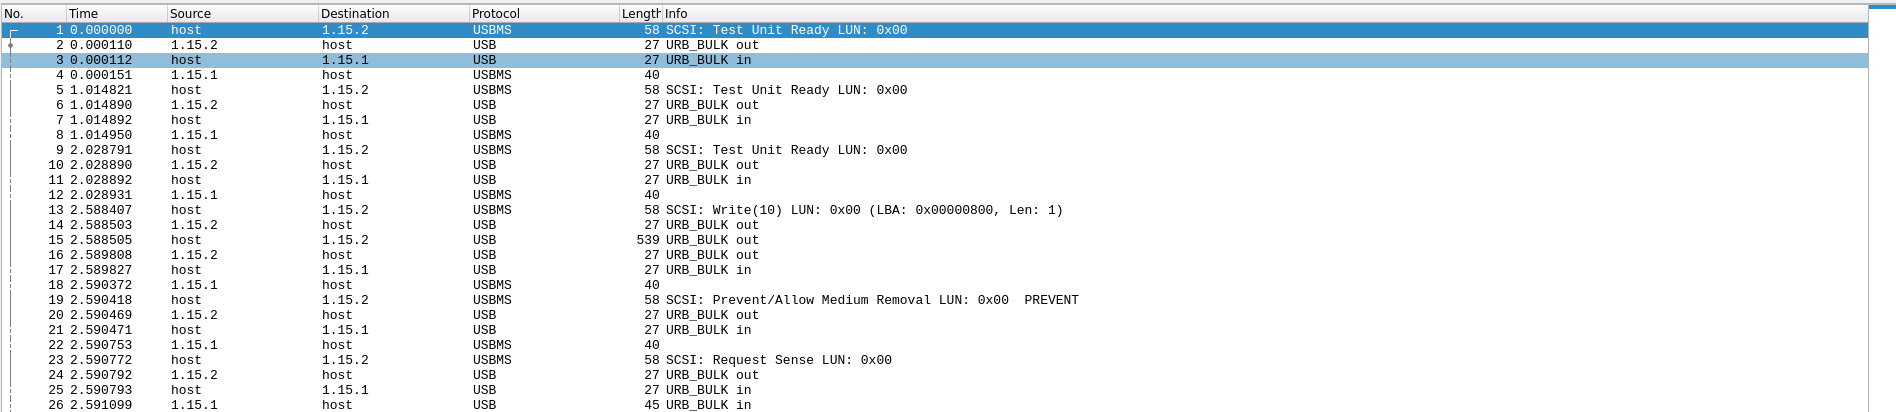 No. Time Source Destination Protocol Length Info
1 0.000000 host 1.15.2 USBMS 58 SCSI: Test Unit Ready LUN: 0x00
2 0.000110 1.15.2 host USB 27 URB_BULK out
3 0.000112 host 1.15.1 USB 27 URB_BULK in
4 0.000151 1.15.1 host USBMS 40
5 1.014821 host 1.15.2 USBMS 58 SCSI: Test Unit Ready LUN: 0x00
6 1.014890 1.15.2 host USB 27 URB_BULK out
7 1.014892 host 1.15.1 USB 27 URB_BULK in
8 1.014950 1.15.1 host USBMS 40
9 2.028791 host 1.15.2 USBMS 58 SCSI: Test Unit Ready LUN: 0x00
10 2.028890 1.15.2 host USB 27 URB_BULK out
11 2.028892 host 1.15.1 USB 27 URB_BULK in
12 2.028931 1.15.1 host USBMS 40
13 2.588407 host 1.15.2 USBMS 58 SCSI: Write(10) LUN: 0x00 (LBA: 0x00000800, Len: 1)
14 2.588503 1.15.2 host USB 27 URB_BULK out
15 2.588505 host 1.15.2 USB 539 URB_BULK out
16 2.589808 1.15.2 host USB 27 URB_BULK out
17 2.589827 host 1.15.1 USB 27 URB_BULK in
18 2.590372 1.15.1 host USBMS 40
19 2.590418 host 1.15.2 USBMS 58 SCSI: Prevent/Allow Medium Removal LUN: 0x00 PREVENT
20 2.590469 1.15.2 host USB 27 URB_BULK out
21 2.590471 host 1.15.1 USB 27 URB_BULK in
22 2.590753 1.15.1 host USBMS 40
23 2.590772 host 1.15.2 USBMS 58 SCSI: Request Sense LUN: 0x00
24 2.590792 1.15.2 host USB 27 URB_BULK out
25 2.590793 host 1.15.1 USB 27 URB_BULK in
26 2.591099 1.15.1 host USB 45 URB_BULK in